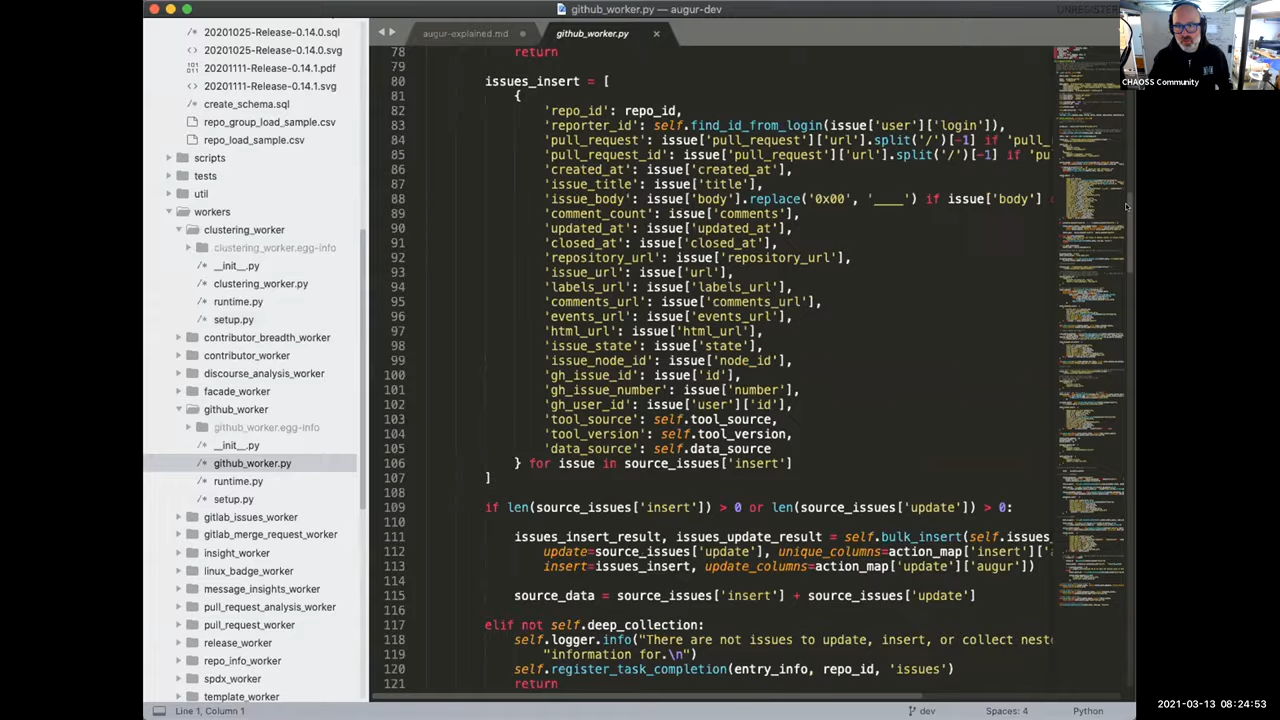 github_worker.py — augur-dev
UNREGISTER
CHAOSS Community
20201025-Release-0.14.0.sql
20201025-Release-0.14.0.svg
20201111-Release-0.14.1.pdf
20201111-Release-0.14.1.svg
create_schema.sql
repo_group_load_sample.csv
repo_load_sample.csv
scripts
tests
util
workers
clustering_worker
clustering_worker.egg-info
__init__.py
clustering_worker.py
runtime.py
setup.py
contributor_breadth_worker
contributor_worker
discourse_analysis_worker
facade_worker
github_worker
github_worker.egg-info
__init__.py
github_worker.py
runtime.py
setup.py
gitlab_issues_worker
gitlab_merge_request_worker
insight_worker
linux_badge_worker
message_insights_worker
pull_request_analysis_worker
pull_request_worker
release_worker
repo_info_worker
spdx_worker
template_worker
augur-explained.md
github_worker.py
78 return
79
80 issues_insert = [
81 {
82 'repo_id': repo_id,
83 'reporter_id': self.find_id_from_login(issue['user']['login']),
84 'pull_request': issue['pull_request']['url'].split('/')[-1] if 'pul
85 'pull_request_id': issue['pull_request']['url'].split('/')[-1] if 'pu
86 'created_at': issue['created_at'],
87 'issue_title': issue['title'],
88 'issue_body': issue['body'].replace('0x00', '____') if issue['body']
89 'comment_count': issue['comments'],
90 'updated_at': issue['updated_at'],
91 'closed_at': issue['closed_at'],
92 'repository_url': issue['repository_url'],
93 'issue_url': issue['url'],
94 'labels_url': issue['labels_url'],
95 'comments_url': issue['comments_url'],
96 'events_url': issue['events_url'],
97 'html_url': issue['html_url'],
98 'issue_state': issue['state'],
99 'issue_node_id': issue['node_id'],
100 'gh_issue_id': issue['id'],
101 'gh_issue_number': issue['number'],
102 'gh_user_id': issue['user']['id'],
103 'tool_source': self.tool_source,
104 'tool_version': self.tool_version,
105 'data_source': self.data_source
106 } for issue in source_issues['insert']
107 ]
108
109 if len(source_issues['insert']) > 0 or len(source_issues['update']) > 0:
110
111 issues_insert_result, issues_update_result = self.bulk_insert(self.issues
112 update=source_issues['update'], unique_columns=action_map['insert']['
113 insert=issues_insert, update_columns=action_map['update']['augur'])
114
115 source_data = source_issues['insert'] + source_issues['update']
116
117 elif not self.deep_collection:
118 self.logger.info("There are not issues to update, insert, or collect neste
119 "information for.\n")
120 self.register_task_completion(entry_info, repo_id, 'issues')
121 return
Line 1, Column 1
dev
Spaces: 4
Python
2021-03-13 08:24:53